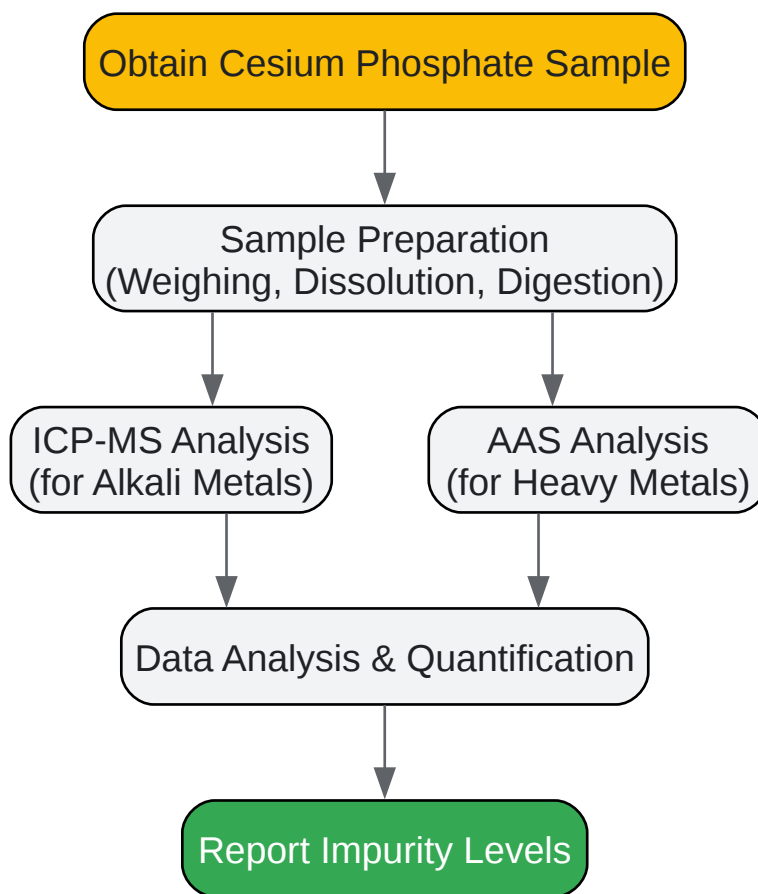 Obtain Cesium Phosphate Sample
Sample Preparation
(Weighing, Dissolution, Digestion)
ICP-MS Analysis
(for Alkali Metals)
AAS Analysis
(for Heavy Metals)
Data Analysis & Quantification
Report Impurity Levels